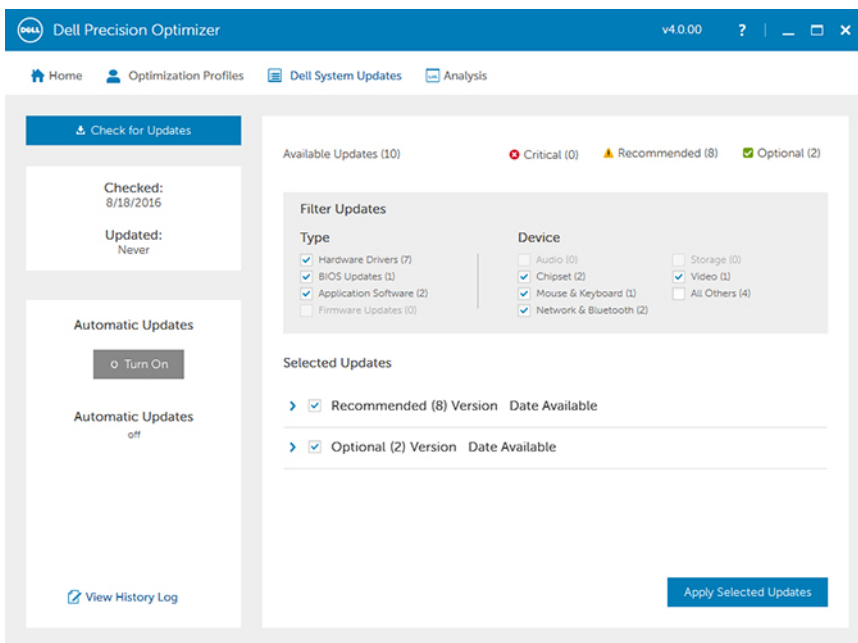 DELL Dell Precision Optimizer v4.0.00 ?
Home Optimization Profiles Dell System Updates Analysis
Check for Updates
Checked:
8/18/2016
Updated:
Never
Automatic Updates
Turn On
Automatic Updates
off
View History Log
Available Updates (10) Critical (0) Recommended (8) Optional (2)
Filter Updates
Type
Hardware Drivers (7)
BIOS Updates (1)
Application Software (2)
Firmware Updates (0)
Device
Audio (0)
Chipset (2)
Mouse & Keyboard (1)
Network & Bluetooth (2)
Storage (0)
Video (1)
All Others (4)
Selected Updates
Recommended (8) Version Date Available
Optional (2) Version Date Available
Apply Selected Updates